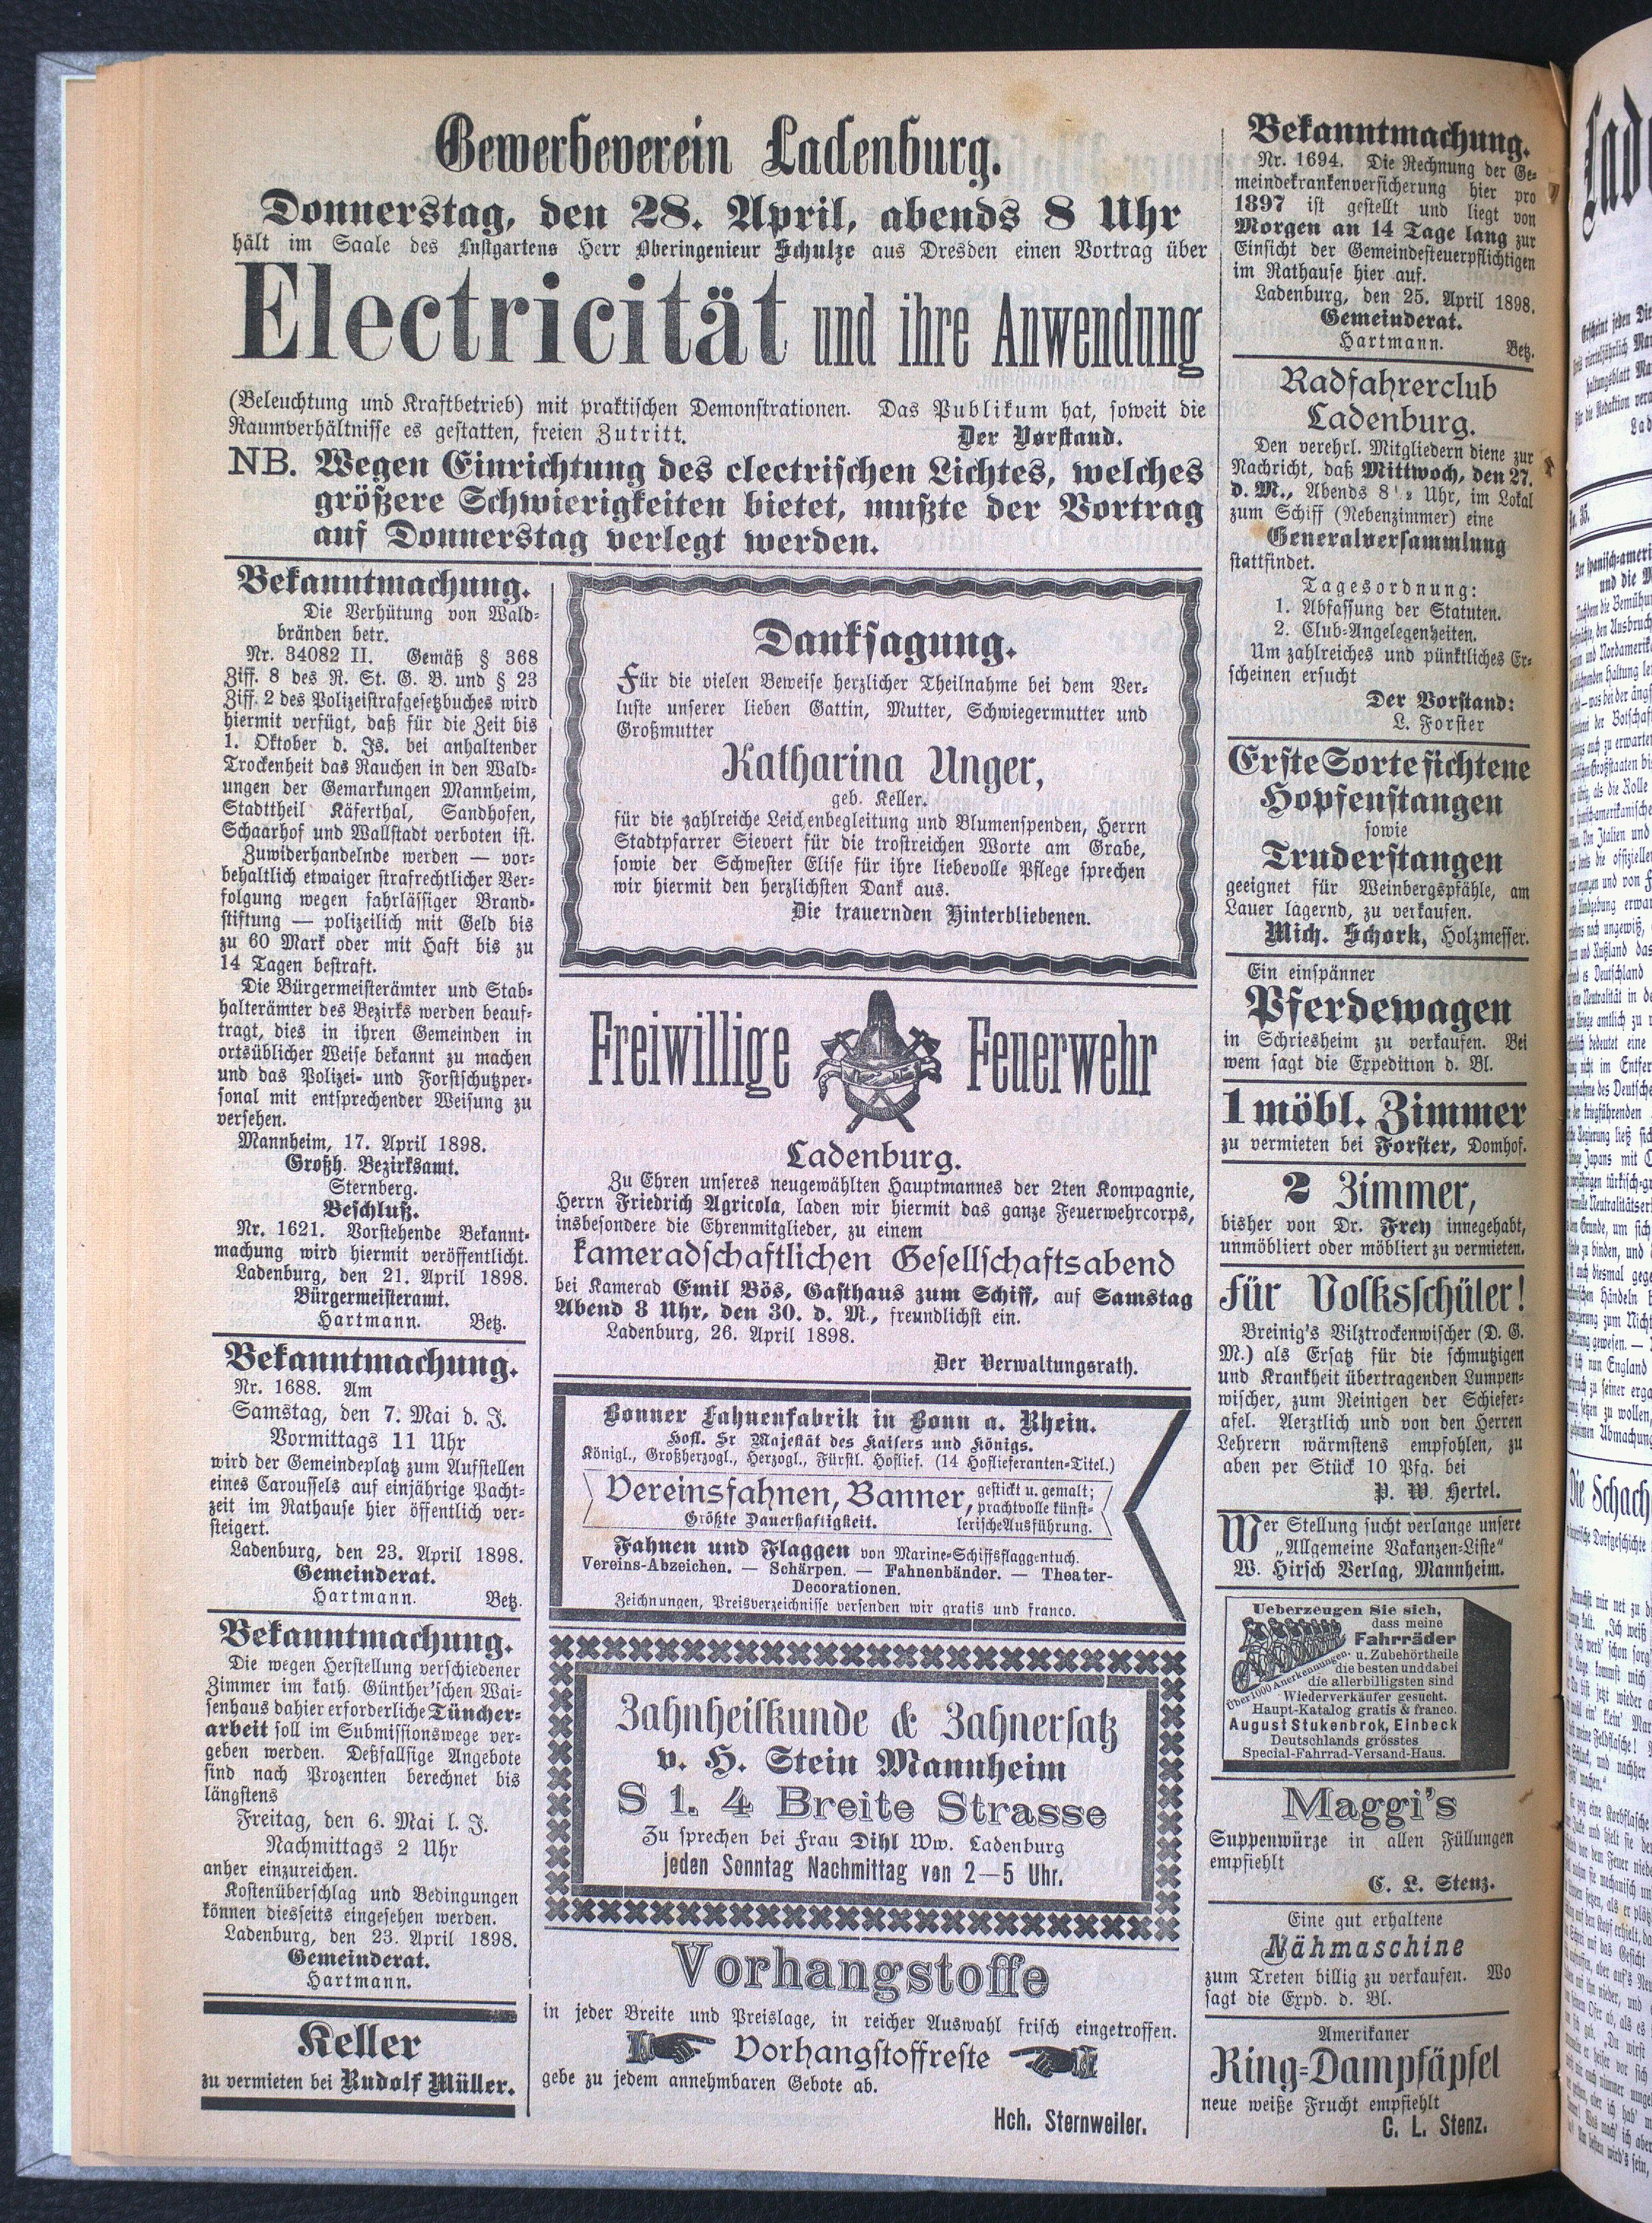 Gewerbeverein Ladenburg.
Donnerstag, den 28. April, abends 8 Uhr
hält im Saale des Lustgartens Herr Oberingenieur Schulze aus Dresden einen Vortrag über
Electricität und ihre Anwendung
(Beleuchtung und Kraftbetrieb) mit praktischen Demonstrationen. Das Publikum hat, soweit die
Raumverhältnisse es gestatten, freien Zutritt. Der Vorstand.
NB. Wegen Einrichtung des electrischen Lichtes, welches
größere Schwierigkeiten bietet, mußte der Vortrag
auf Donnerstag verlegt werden.
Bekanntmachung.
Die Verhütung von Wald-
bränden betr.
Nr. 34082 II. Gemäß § 368
Ziff. 8 des R. St. G. B. und § 23
Ziff. 2 des Polizeistrafgesetzbuches wird
hiermit verfügt, daß für die Zeit bis
1. Oktober d. Js. bei anhaltender
Trockenheit das Rauchen in den Wald-
ungen der Gemarkungen Mannheim,
Stadttheil Käferthal, Sandhofen,
Schaarhof und Wallstadt verboten ist.
Zuwiderhandelnde werden — vor-
behaltlich etwaiger strafrechtlicher Ver-
folgung wegen fahrlässiger Brand-
stiftung — polizeilich mit Geld bis
zu 60 Mark oder mit Haft bis zu
14 Tagen bestraft.
Die Bürgermeisterämter und Stab-
halterämter des Bezirks werden beauf-
tragt, dies in ihren Gemeinden in
ortsüblicher Weise bekannt zu machen
und das Polizei- und Forstschutzper-
sonal mit entsprechender Weisung zu
versehen.
Mannheim, 17. April 1898.
Großh. Bezirksamt.
Sternberg.
Beschluß.
Nr. 1621. Vorstehende Bekannt-
machung wird hiermit veröffentlicht.
Ladenburg, den 21. April 1898.
Bürgermeisteramt.
Hartmann. Betz.
Bekanntmachung.
Nr. 1688. Am
Samstag, den 7. Mai d. J.
Vormittags 11 Uhr
wird der Gemeindeplatz zum Aufstellen
eines Caroussels auf einjährige Pacht-
zeit im Rathause hier öffentlich ver-
steigert.
Ladenburg, den 23. April 1898.
Gemeinderat.
Hartmann. Betz.
Bekanntmachung.
Die wegen Herstellung verschiedener
Zimmer im kath. Günther'schen Wai-
senhaus dahier erforderliche Tüncher-
arbeit soll im Submissionswege ver-
geben werden. Deßfallsige Angebote
sind nach Prozenten berechnet bis
längstens
Freitag, den 6. Mai l. J.
Nachmittags 2 Uhr
anher einzureichen.
Kostenüberschlag und Bedingungen
können diesseits eingesehen werden.
Ladenburg, den 23. April 1898.
Gemeinderat.
Hartmann.
Keller
zu vermieten bei Rudolf Müller.
Danksagung.
Für die vielen Beweise herzlicher Theilnahme bei dem Ver-
luste unserer lieben Gattin, Mutter, Schwiegermutter und
Großmutter
Katharina Unger,
geb. Keller.
für die zahlreiche Leichenbegleitung und Blumenspenden, Herrn
Stadtpfarrer Sievert für die trostreichen Worte am Grabe,
sowie der Schwester Elise für ihre liebevolle Pflege sprechen
wir hiermit den herzlichsten Dank aus.
Die trauernden Hinterbliebenen.
Freiwillige Feuerwehr
Ladenburg.
Zu Ehren unseres neugewählten Hauptmannes der 2ten Kompagnie,
Herrn Friedrich Agricola, laden wir hiermit das ganze Feuerwehrcorps,
insbesondere die Ehrenmitglieder, zu einem
kameradschaftlichen Gesellschaftsabend
bei Kamerad Emil Bös, Gasthaus zum Schiff, auf Samstag
Abend 8 Uhr, den 30. d. M., freundlichst ein.
Ladenburg, 26. April 1898.
Der Verwaltungsrath.
Bonner Fahnenfabrik in Bonn a. Rhein.
Hofl. Sr Majestät des Kaisers und Königs.
Königl., Großherzogl., Herzogl., Fürstl. Hoflief. (14 Hoflieferanten-Titel.)
Vereinsfahnen, Banner, gestickt u. gemalt;
prachtvolle künst-
Größte Dauerhaftigkeit. lerische Ausführung.
Fahnen und Flaggen von Marine-Schiffsflaggentuch.
Vereins-Abzeichen. — Schärpen. — Fahnenbänder. — Theater-
Decorationen.
Zeichnungen, Preisverzeichnisse versenden wir gratis und franco.
Zahnheilkunde & Zahnersatz
v. H. Stein Mannheim
S 1. 4 Breite Strasse
Zu sprechen bei Frau Dihl Ww. Ladenburg
jeden Sonntag Nachmittag von 2—5 Uhr.
Vorhangstoffe
in jeder Breite und Preislage, in reicher Auswahl frisch eingetroffen.
Vorhangstoffreste
gebe zu jedem annehmbaren Gebote ab.
Hch. Sternweiler.
Bekanntmachung.
Nr. 1694. Die Rechnung der Ge-
meindekrankenversicherung hier pro
1897 ist gestellt und liegt von
Morgen an 14 Tage lang zur
Einsicht der Gemeindesteuerpflichtigen
im Rathause hier auf.
Ladenburg, den 25. April 1898.
Gemeinderat.
Hartmann. Betz.
Radfahrerclub
Ladenburg.
Den verehrl. Mitgliedern diene zur
Nachricht, daß Mittwoch, den 27.
d. M., Abends 8½ Uhr, im Lokal
zum Schiff (Nebenzimmer) eine
Generalversammlung
stattfindet.
Tagesordnung:
1. Abfassung der Statuten.
2. Club-Angelegenheiten.
Um zahlreiches und pünktliches Er-
scheinen ersucht
Der Vorstand:
L. Forster
Erste Sorte fichtene
Hopfenstangen
sowie
Truderstangen
geeignet für Weinbergspfähle, am
Lauer lagernd, zu verkaufen.
Mich. Schork, Holzmesser.
Ein einspänner
Pferdewagen
in Schriesheim zu verkaufen. Bei
wem sagt die Expedition d. Bl.
1 möbl. Zimmer
zu vermieten bei Forster, Domhof.
2 Zimmer,
bisher von Dr. Frey innegehabt,
unmöbliert oder möbliert zu vermieten.
Für Volksschüler!
Breinig's Pilztrockenwischer (D. G.
M.) als Ersatz für die schmutzigen
und Krankheit übertragenden Lumpen-
wischer, zum Reinigen der Schiefer-
afel. Aerztlich und von den Herren
Lehrern wärmstens empfohlen, zu
aben per Stück 10 Pfg. bei
P. W. Hertel.
Wer Stellung sucht verlange unsere
„Allgemeine Vakanzen-Liste“
W. Hirsch Verlag, Mannheim.
Ueberzeugen Sie sich,
dass meine
Fahrräder
u. Zubehörtheile
die besten und dabei
die allerbilligsten sind
Über 1000 Anerkennungen.
Wiederverkäufer gesucht.
Haupt-Katalog gratis & franco.
August Stukenbrok, Einbeck
Deutschlands grösstes
Special-Fahrrad-Versand-Haus.
Maggi's
Suppenwürze in allen Füllungen
empfiehlt
C. L. Stenz.
Eine gut erhaltene
Nähmaschine
zum Treten billig zu verkaufen. Wo
sagt die Expd. d. Bl.
Amerikaner
Ring-Dampfäpfel
neue weiße Frucht empfiehlt
C. L. Stenz.